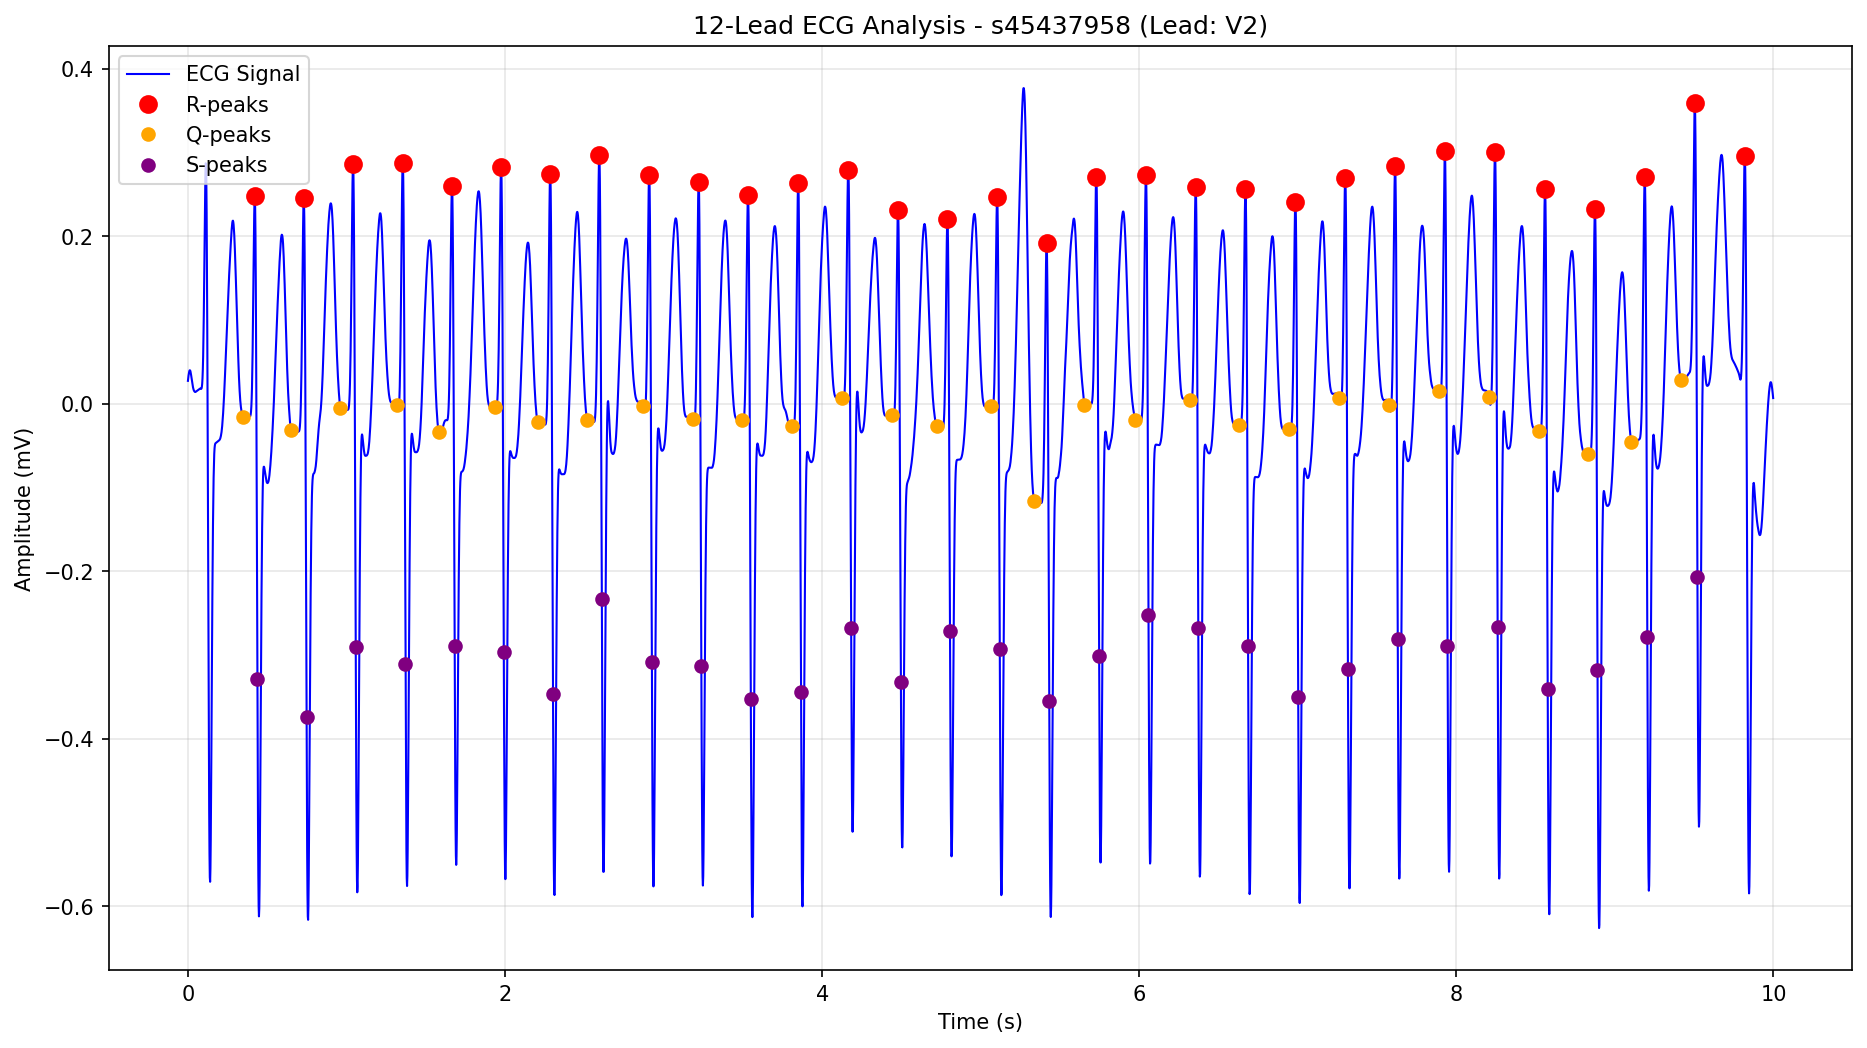 12-Lead ECG Analysis - s45437958 (Lead: V2)
ECG Signal
R-peaks
Q-peaks
S-peaks
Amplitude (mV)
0.4
0.2
0.0
−0.2
−0.4
−0.6
0 2 4 6 8 10
Time (s)